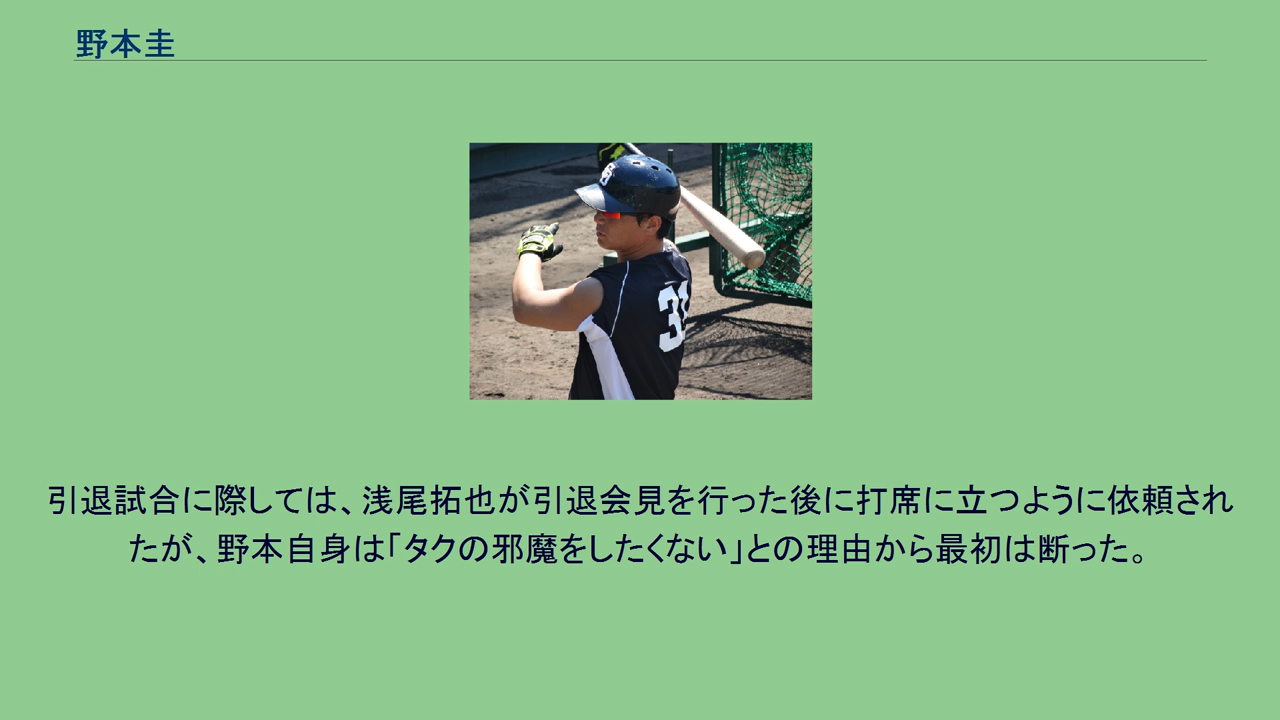 野本圭
31
引退試合に際しては、浅尾拓也が引退会見を行った後に打席に立つように依頼され
たが、野本自身は「タクの邪魔をしたくない」との理由から最初は断った。